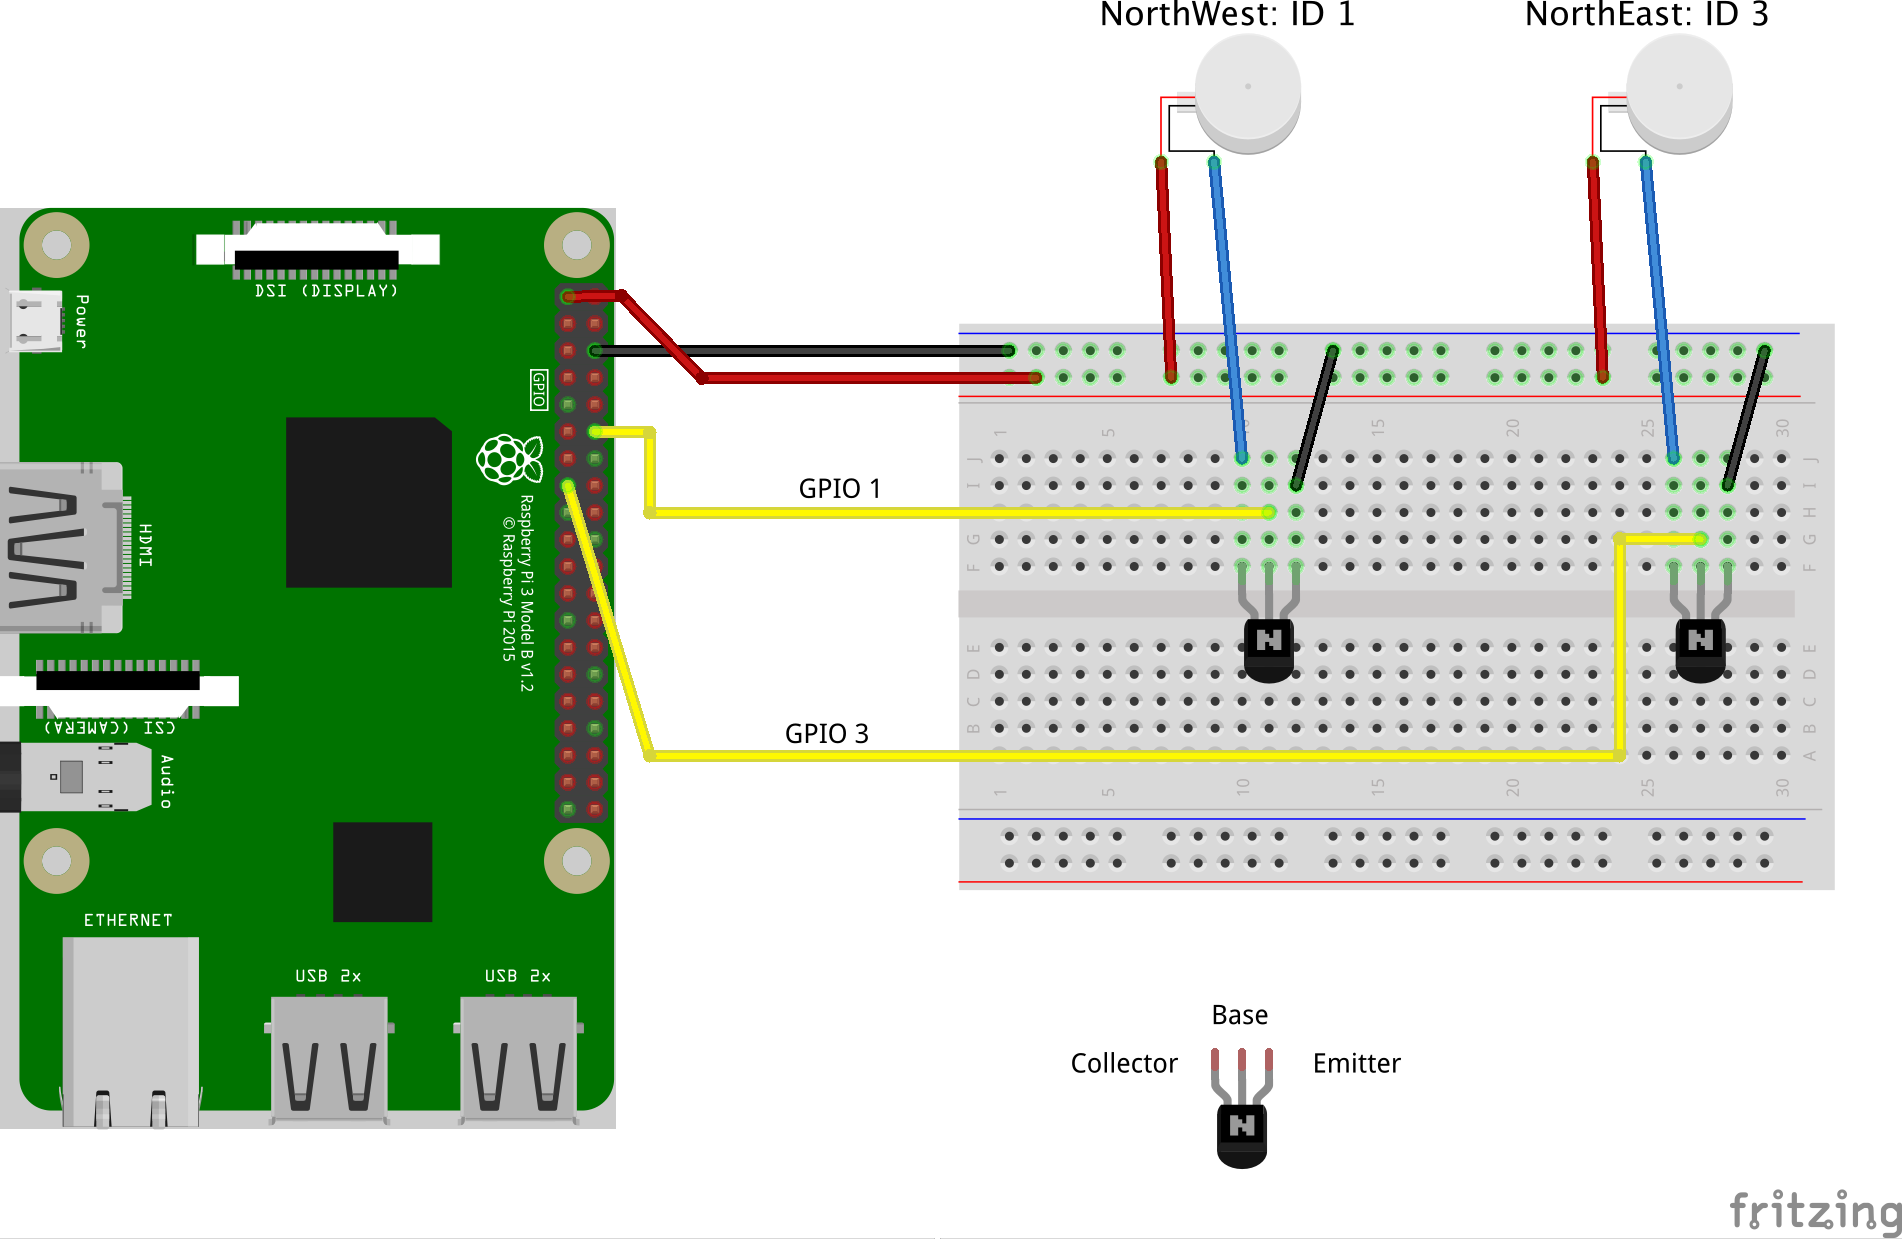 NorthWest: ID 1
NorthEast: ID 3
DSI (DISPLAY)
Power
GPIO
HDMI
Raspberry Pi 3 Model B v1.2
© Raspberry Pi 2015
CSI (CAMERA)
Audio
ETHERNET
USB 2x
USB 2x
GPIO 1
GPIO 3
1 5 15 20 25 30
J J
I I
H H
G G
F F
E E
D D
C C
B B
A A
1 5 10 15 20 25 30
N N
Base
Collector Emitter
N
fritzing